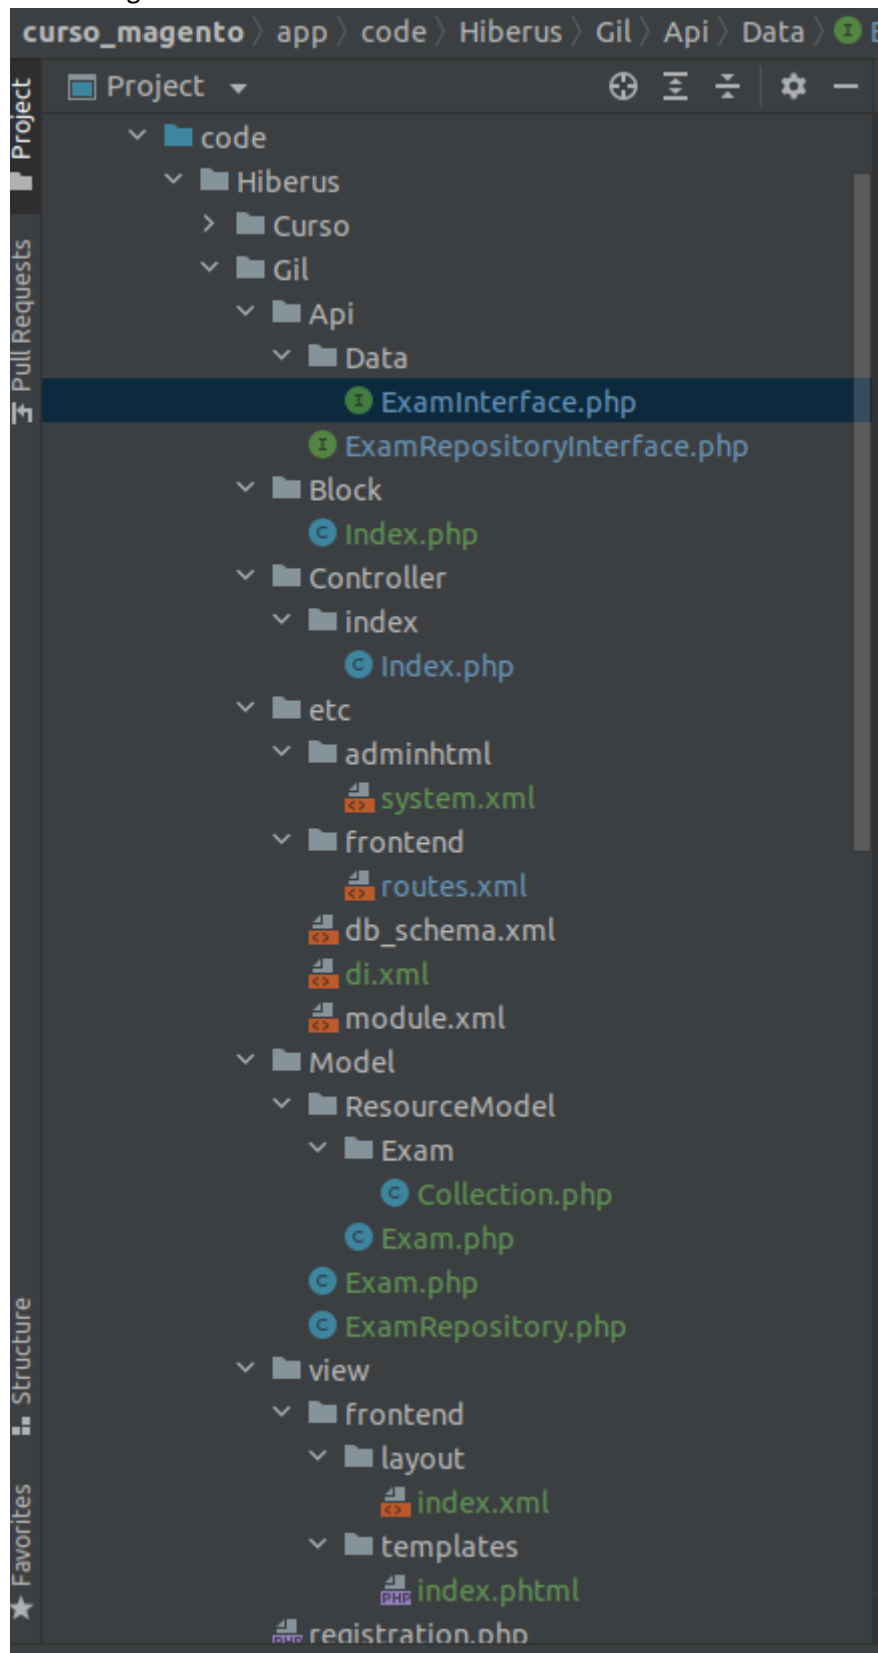 curso_magento 〉 app 〉 code 〉 Hiberus 〉 Gil 〉 Api 〉 Data 〉
Project
Project
Pull Requests
code
Hiberus
Curso
Gil
Api
Data
ExamInterface.php
ExamRepositoryInterface.php
Block
Index.php
Controller
index
Index.php
etc
adminhtml
system.xml
frontend
routes.xml
db_schema.xml
di.xml
module.xml
Model
ResourceModel
Exam
Collection.php
Exam.php
Exam.php
ExamRepository.php
view
frontend
layout
index.xml
templates
index.phtml
registration.php
Structure
Favorites